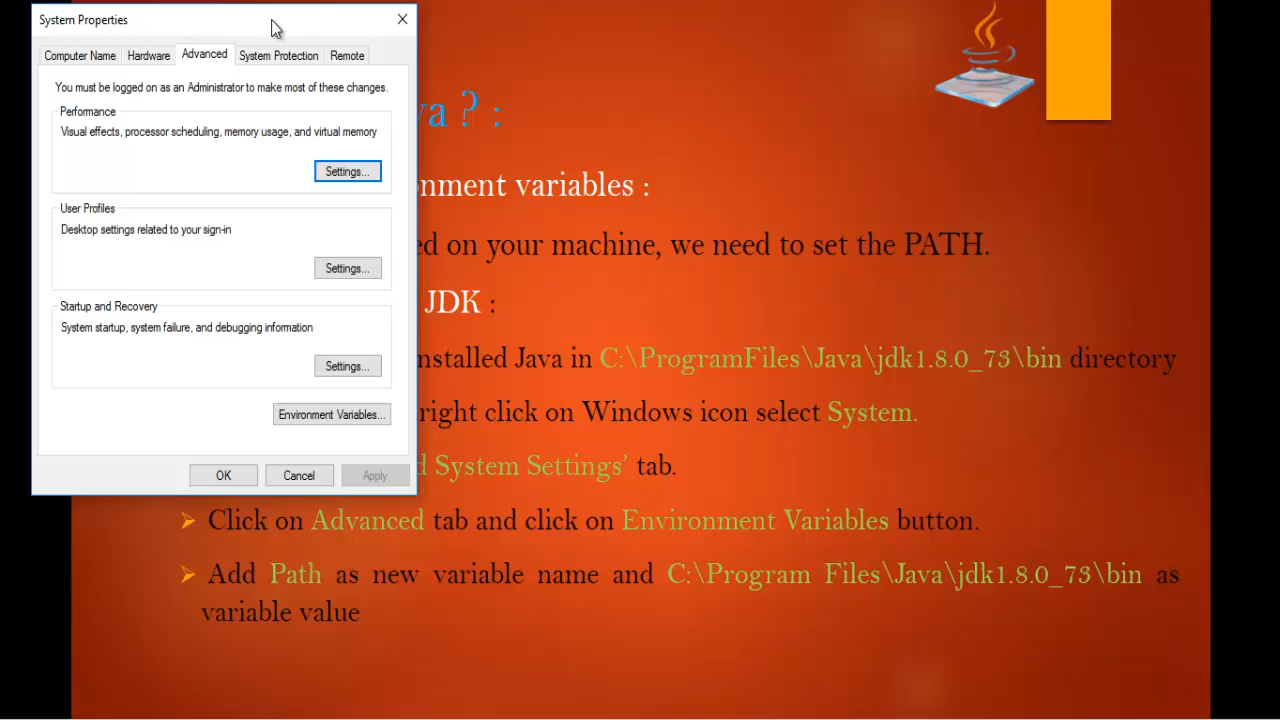 System Properties
Computer Name Hardware Advanced System Protection Remote
You must be logged on as an Administrator to make most of these changes.
Performance
Visual effects, processor scheduling, memory usage, and virtual memory
Settings...
User Profiles
Desktop settings related to your sign-in
Settings...
Startup and Recovery
System startup, system failure, and debugging information
Settings...
Environment Variables...
OK Cancel Apply
va ? :
onment variables :
ed on your machine, we need to set the PATH.
JDK :
nstalled Java in C:\ProgramFiles\Java\jdk1.8.0_73\bin directory
right click on Windows icon select System.
d System Settings' tab.
➢ Click on Advanced tab and click on Environment Variables button.
➢ Add Path as new variable name and C:\Program Files\Java\jdk1.8.0_73\bin as
variable value